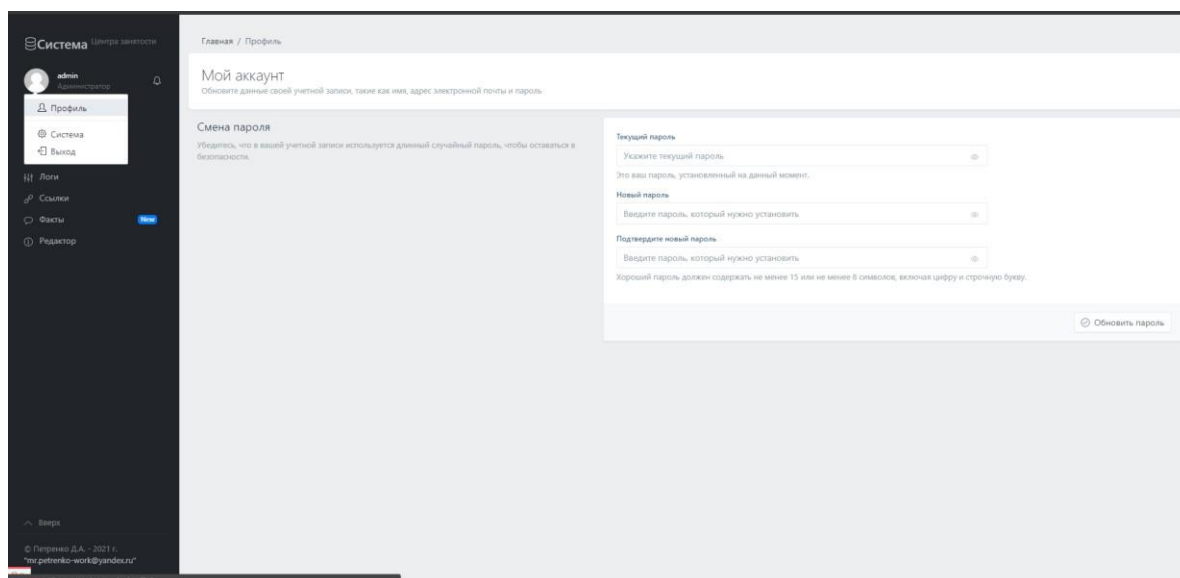 Система Центра занятости
admin
Администратор
Профиль
Система
Выход
Логи
Ссылки
Факты New
Редактор
Вверх
© Петренко Д.А. - 2021 г.
"mr.petrenko-work@yandex.ru"
Главная / Профиль
Мой аккаунт
Обновите данные своей учетной записи, такие как имя, адрес электронной почты и пароль
Смена пароля
Убедитесь, что в вашей учетной записи используется длинный случайный пароль, чтобы оставаться в
безопасности.
Текущий пароль
Укажите текущий пароль
Это ваш пароль, установленный на данный момент.
Новый пароль
Введите пароль, который нужно установить
Подтвердите новый пароль
Введите пароль, который нужно установить
Хороший пароль должен содержать не менее 15 или не менее 8 символов, включая цифру и строчную букву.
Обновить пароль